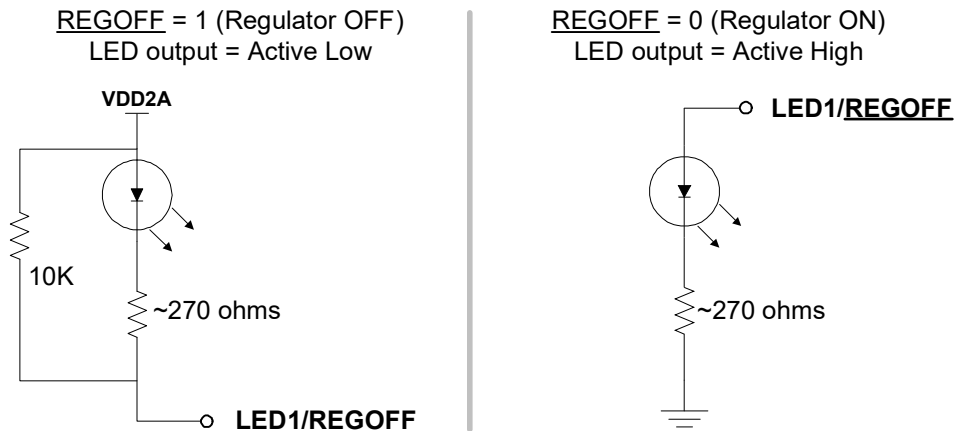 REGOFF = 1 (Regulator OFF)
LED output = Active Low
VDD2A
10K
~270 ohms
LED1/REGOFF
REGOFF = 0 (Regulator ON)
LED output = Active High
LED1/REGOFF
~270 ohms